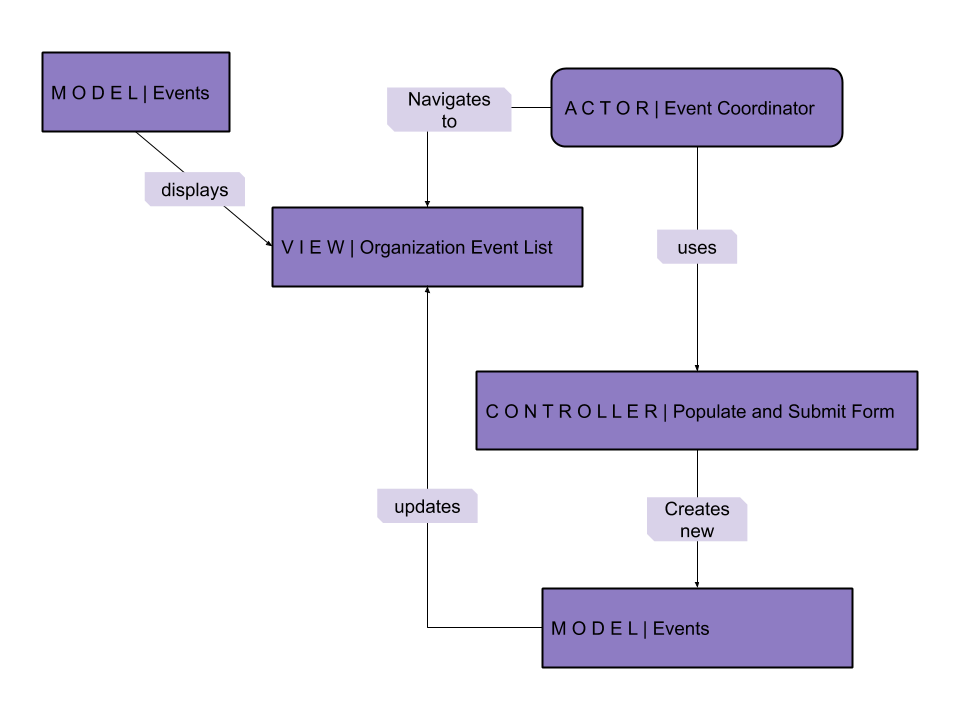 M O D E L | Events
Navigates
to
A C T O R | Event Coordinator
displays
V I E W | Organization Event List
uses
C O N T R O L L E R | Populate and Submit Form
updates
Creates
new
M O D E L | Events